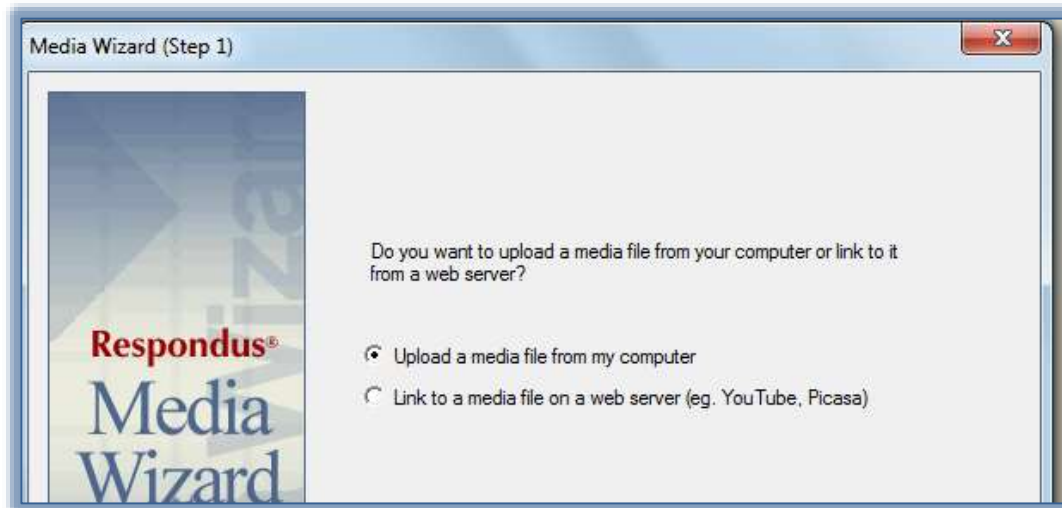 Media Wizard (Step 1)
Do you want to upload a media file from your computer or link to it
from a web server?
Respondus®
Media
Wizard
Upload a media file from my computer
Link to a media file on a web server (eg. YouTube, Picasa)
Wizar